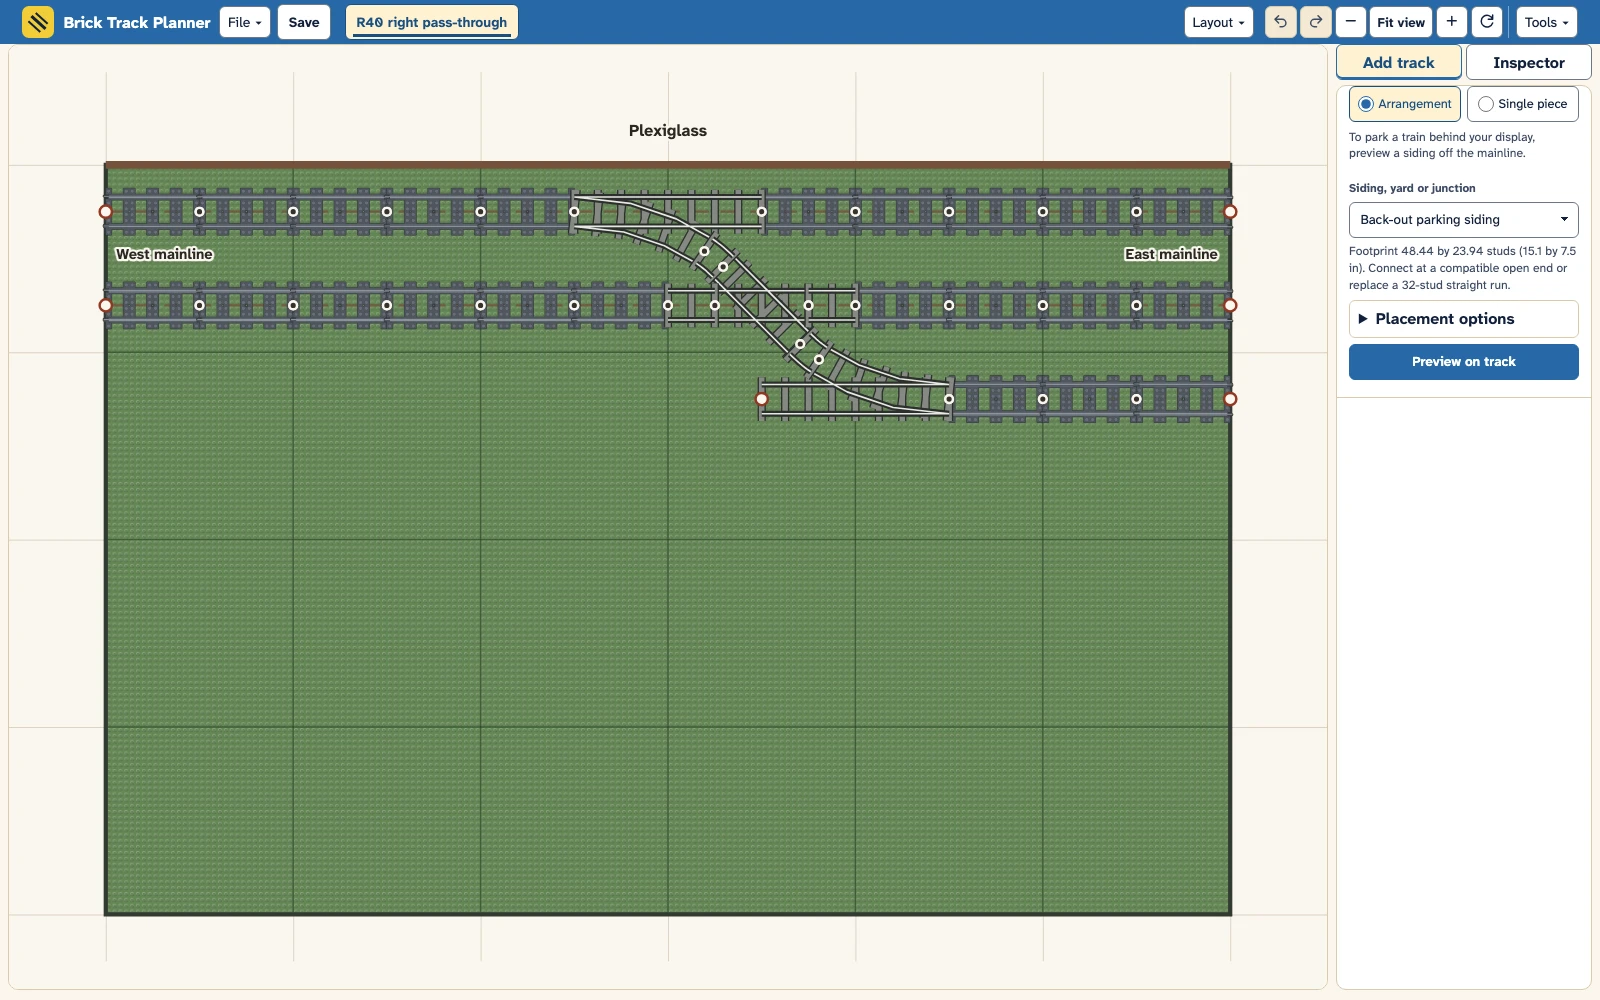 Brick Track Planner
File
Save
R40 right pass-through
Layout
Fit view
Tools
Add track
Inspector
Arrangement
Single piece
To park a train behind your display,
preview a siding off the mainline.
Siding, yard or junction
Back-out parking siding
Footprint 48.44 by 23.94 studs (15.1 by 7.5
in). Connect at a compatible open end or
replace a 32-stud straight run.
Placement options
Preview on track
Plexiglass
West mainline
East mainline